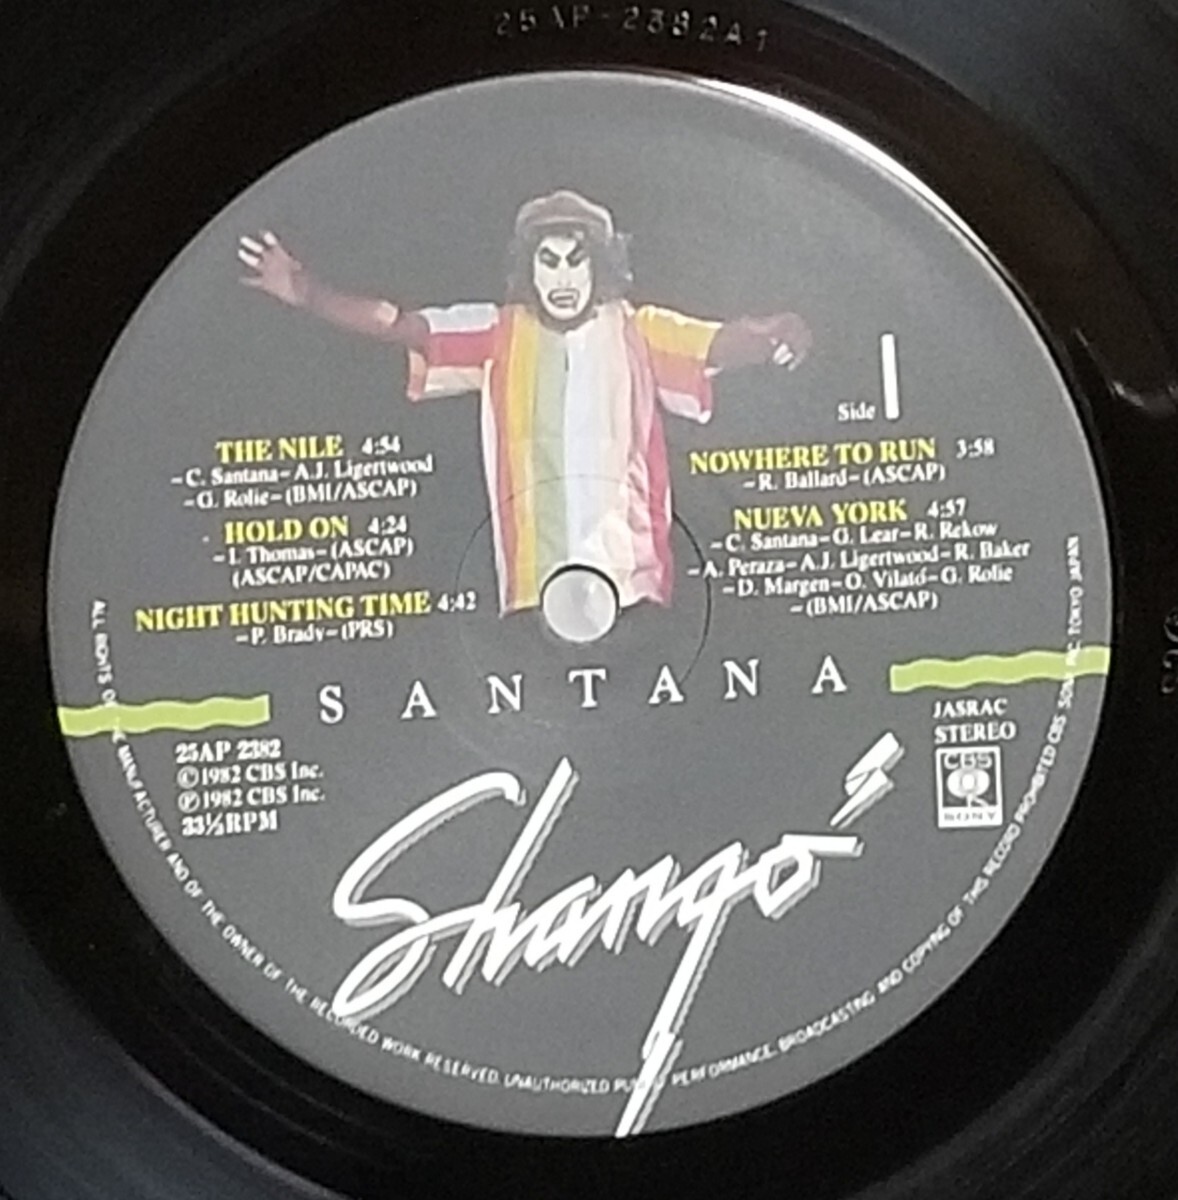 25AP-2382A1
Side 1
THE NILE 4:54
-C. Santana-A.J. Ligertwood
-G. Rolie-(BMI/ASCAP)
HOLD ON 4:24
-I. Thomas-(ASCAP)
(ASCAP/CAPAC)
NIGHT HUNTING TIME 4:42
-P. Brady-(PRS)
NOWHERE TO RUN 3:58
-R. Ballard-(ASCAP)
NUEVA YORK 4:57
-C. Santana-G. Lear-R. Rekow
-A. Peraza-A.J. Ligertwood-R. Baker
-D. Margen-O. Vilató-G. Rolie
-(BMI/ASCAP)
SANTANA
25AP 2382
©1982 CBS Inc.
℗1982 CBS Inc.
33⅓RPM
JASRAC
STEREO
CBS
SONY
Shangó
ALL RIGHTS OF THE MANUFACTURER AND OF THE OWNER OF THE RECORDED WORK RESERVED. UNAUTHORIZED PERFORMANCE, BROADCASTING AND COPYING OF THIS RECORD PROHIBITED CBS INC. TOKYO JAPAN